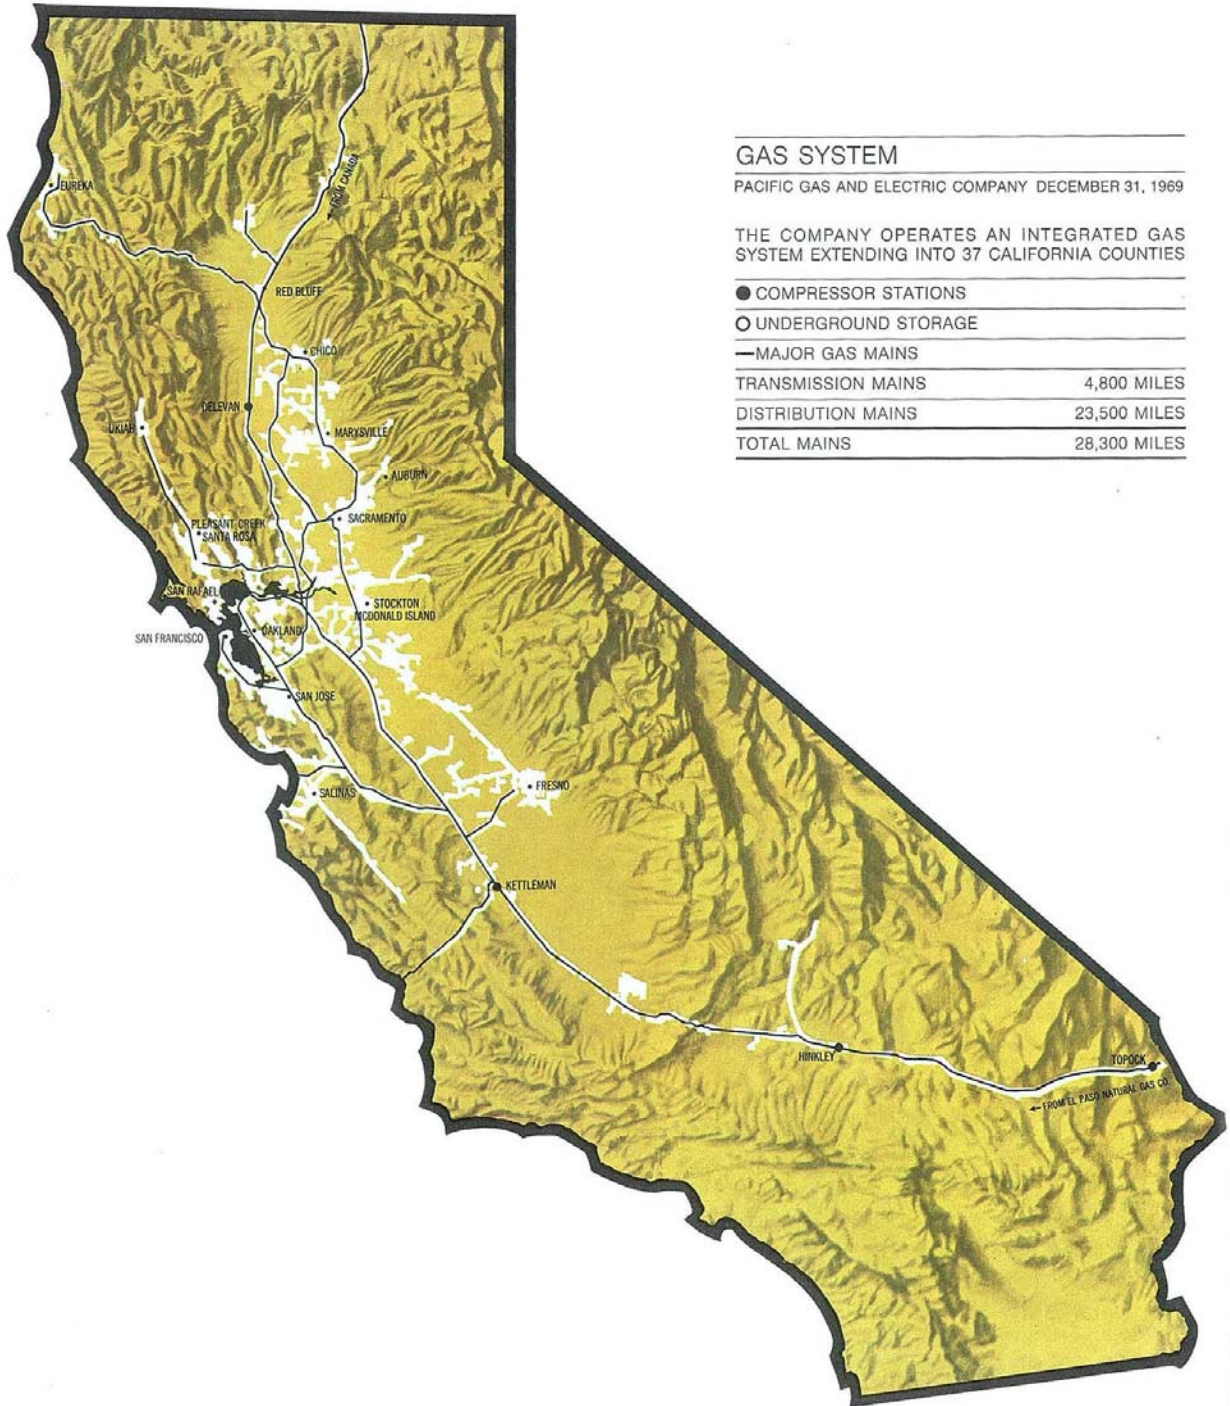 GAS SYSTEM
PACIFIC GAS AND ELECTRIC COMPANY DECEMBER 31, 1969
THE COMPANY OPERATES AN INTEGRATED GAS
SYSTEM EXTENDING INTO 37 CALIFORNIA COUNTIES
COMPRESSOR STATIONS
UNDERGROUND STORAGE
MAJOR GAS MAINS
TRANSMISSION MAINS 4,800 MILES
DISTRIBUTION MAINS 23,500 MILES
TOTAL MAINS 28,300 MILES
FROM CANADA
EUREKA
RED BLUFF
CHICO
DELEVAN
UKIAH
MARYSVILLE
AUBURN
SACRAMENTO
PLEASANT CREEK
SANTA ROSA
SAN RAFAEL
STOCKTON
MCDONALD ISLAND
OAKLAND
SAN FRANCISCO
SAN JOSE
SALINAS
FRESNO
KETTLEMAN
HINKLEY
TOPOCK
FROM EL PASO NATURAL GAS CO.